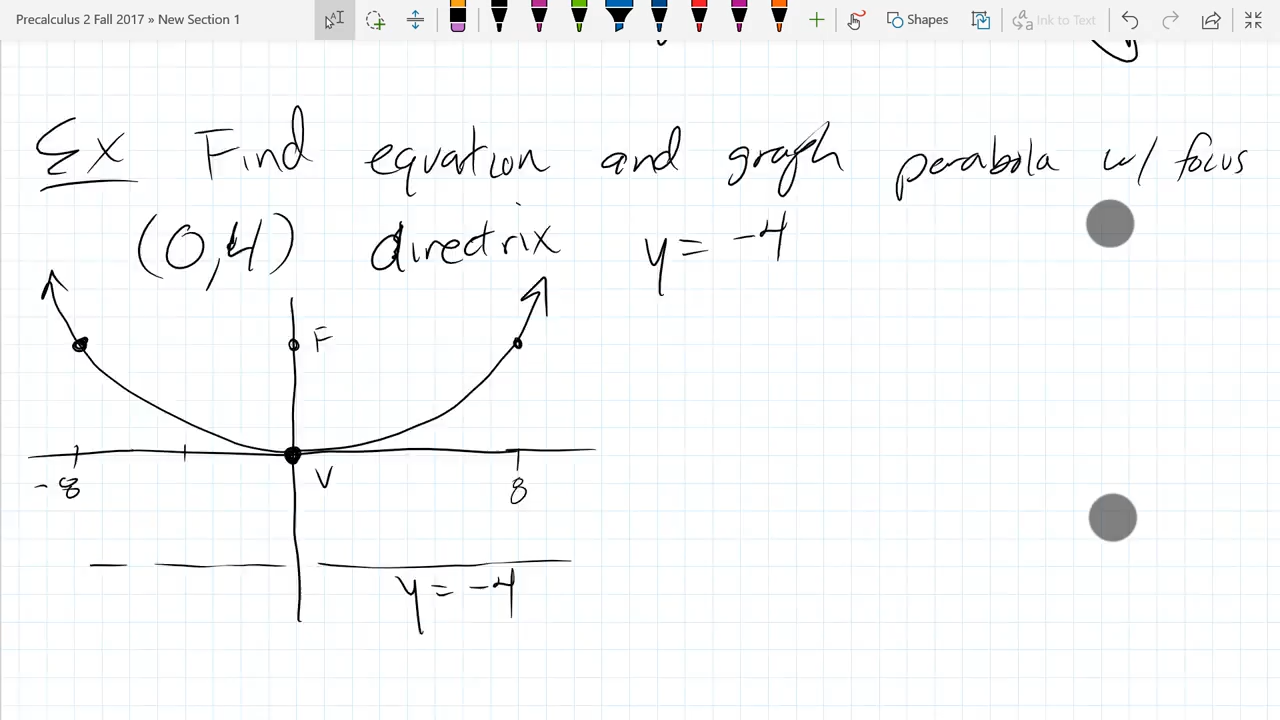 Precalculus 2 Fall 2017 » New Section 1
Shapes
Ink to Text
Ex Find equation and graph parabola w/ focus
(0,4) directrix y = -4
F
V
-8
8
y = -4